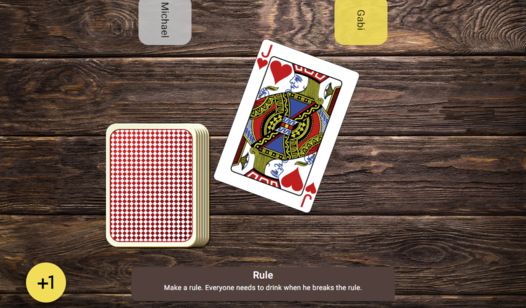 Michael
Gabi
J
J
+1
Rule
Make a rule. Everyone needs to drink when he breaks the rule.